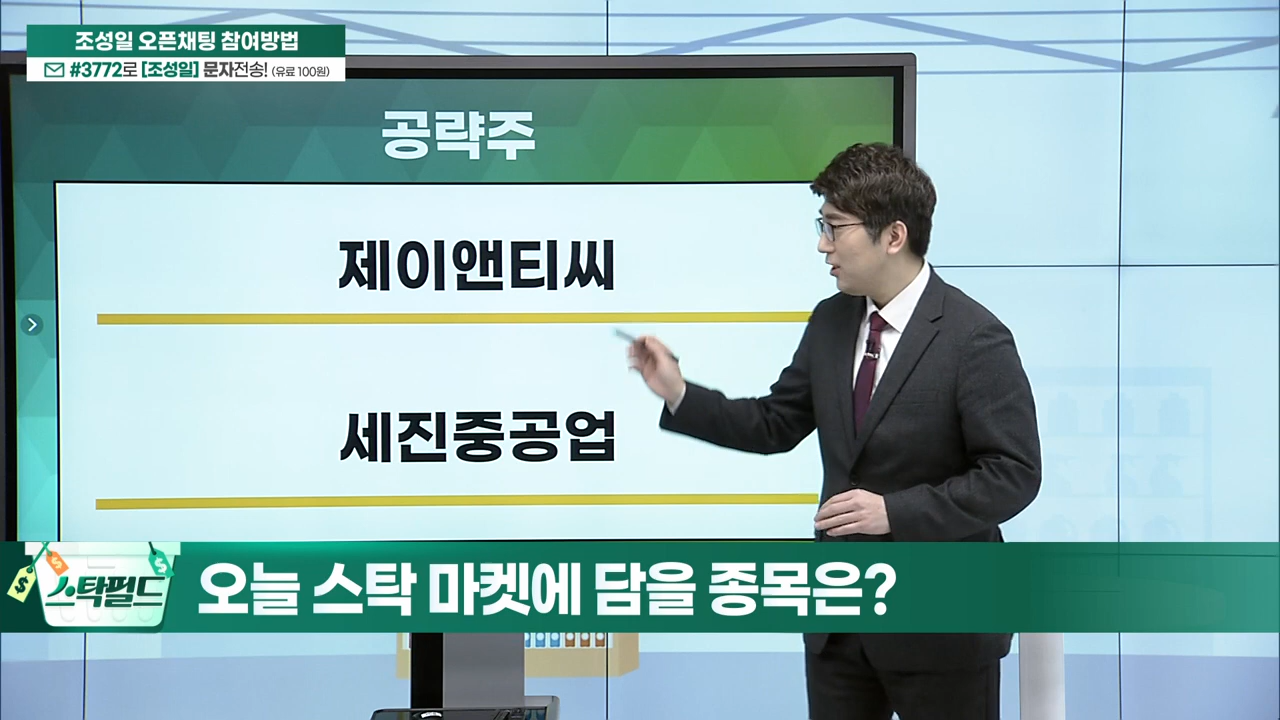 조성일 오픈채팅 참여방법
#3772로 [조성일] 문자전송! (유료 100원)
공략주
제이앤티씨
세진중공업
$ $ $
스탁펄드
오늘 스탁 마켓에 담을 종목은?